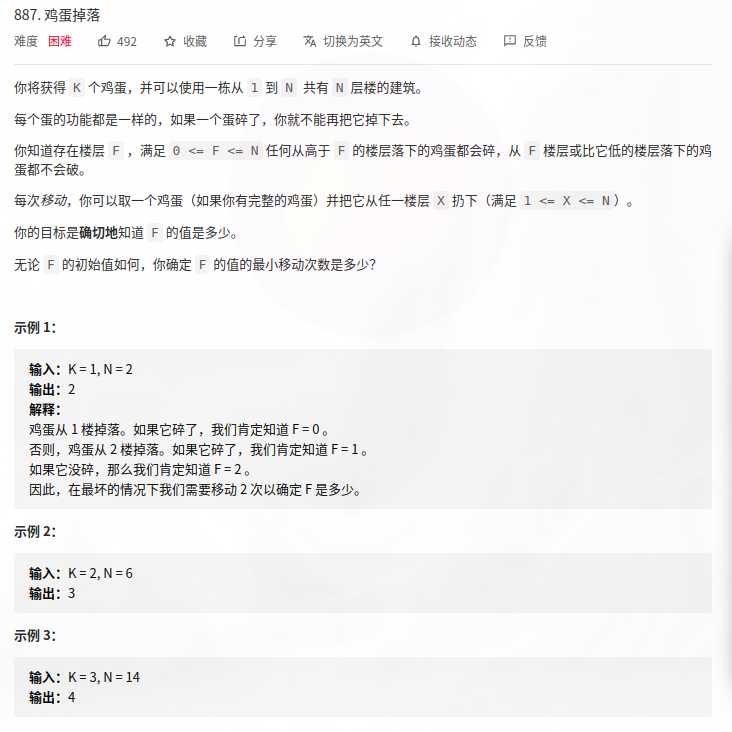 887. 鸡蛋掉落
难度 困难 492 收藏 分享 切换为英文 接收动态 反馈
你将获得 K 个鸡蛋，并可以使用一栋从 1 到 N 共有 N 层楼的建筑。
每个蛋的功能都是一样的，如果一个蛋碎了，你就不能再把它掉下去。
你知道存在楼层 F ，满足 0 <= F <= N 任何从高于 F 的楼层落下的鸡蛋都会碎，从 F 楼层或比它低的楼层落下的鸡
蛋都不会破。
每次移动，你可以取一个鸡蛋（如果你有完整的鸡蛋）并把它从任一楼层 X 扔下（满足 1 <= X <= N）。
你的目标是确切地知道 F 的值是多少。
无论 F 的初始值如何，你确定 F 的值的最小移动次数是多少？
示例 1：
输入：K = 1, N = 2
输出：2
解释：
鸡蛋从 1 楼掉落。如果它碎了，我们肯定知道 F = 0 。
否则，鸡蛋从 2 楼掉落。如果它碎了，我们肯定知道 F = 1 。
如果它没碎，那么我们肯定知道 F = 2 。
因此，在最坏的情况下我们需要移动 2 次以确定 F 是多少。
示例 2：
输入：K = 2, N = 6
输出：3
示例 3：
输入：K = 3, N = 14
输出：4